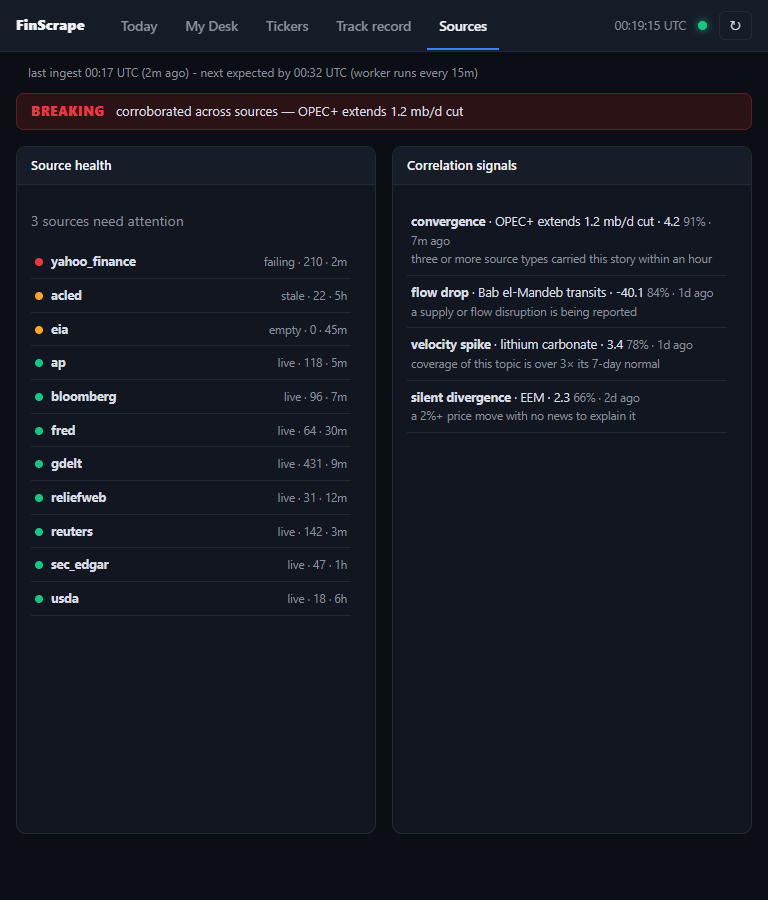 FinScrape Today My Desk Tickers Track record Sources 00:19:15 UTC ↻
last ingest 00:17 UTC (2m ago) - next expected by 00:32 UTC (worker runs every 15m)
BREAKING corroborated across sources — OPEC+ extends 1.2 mb/d cut
Source health
3 sources need attention
yahoo_finance failing · 210 · 2m
acled stale · 22 · 5h
eia empty · 0 · 45m
ap live · 118 · 5m
bloomberg live · 96 · 7m
fred live · 64 · 30m
gdelt live · 431 · 9m
reliefweb live · 31 · 12m
reuters live · 142 · 3m
sec_edgar live · 47 · 1h
usda live · 18 · 6h
Correlation signals
convergence · OPEC+ extends 1.2 mb/d cut · 4.2 91% ·
7m ago
three or more source types carried this story within an hour
flow drop · Bab el-Mandeb transits · -40.1 84% · 1d ago
a supply or flow disruption is being reported
velocity spike · lithium carbonate · 3.4 78% · 1d ago
coverage of this topic is over 3× its 7-day normal
silent divergence · EEM · 2.3 66% · 2d ago
a 2%+ price move with no news to explain it